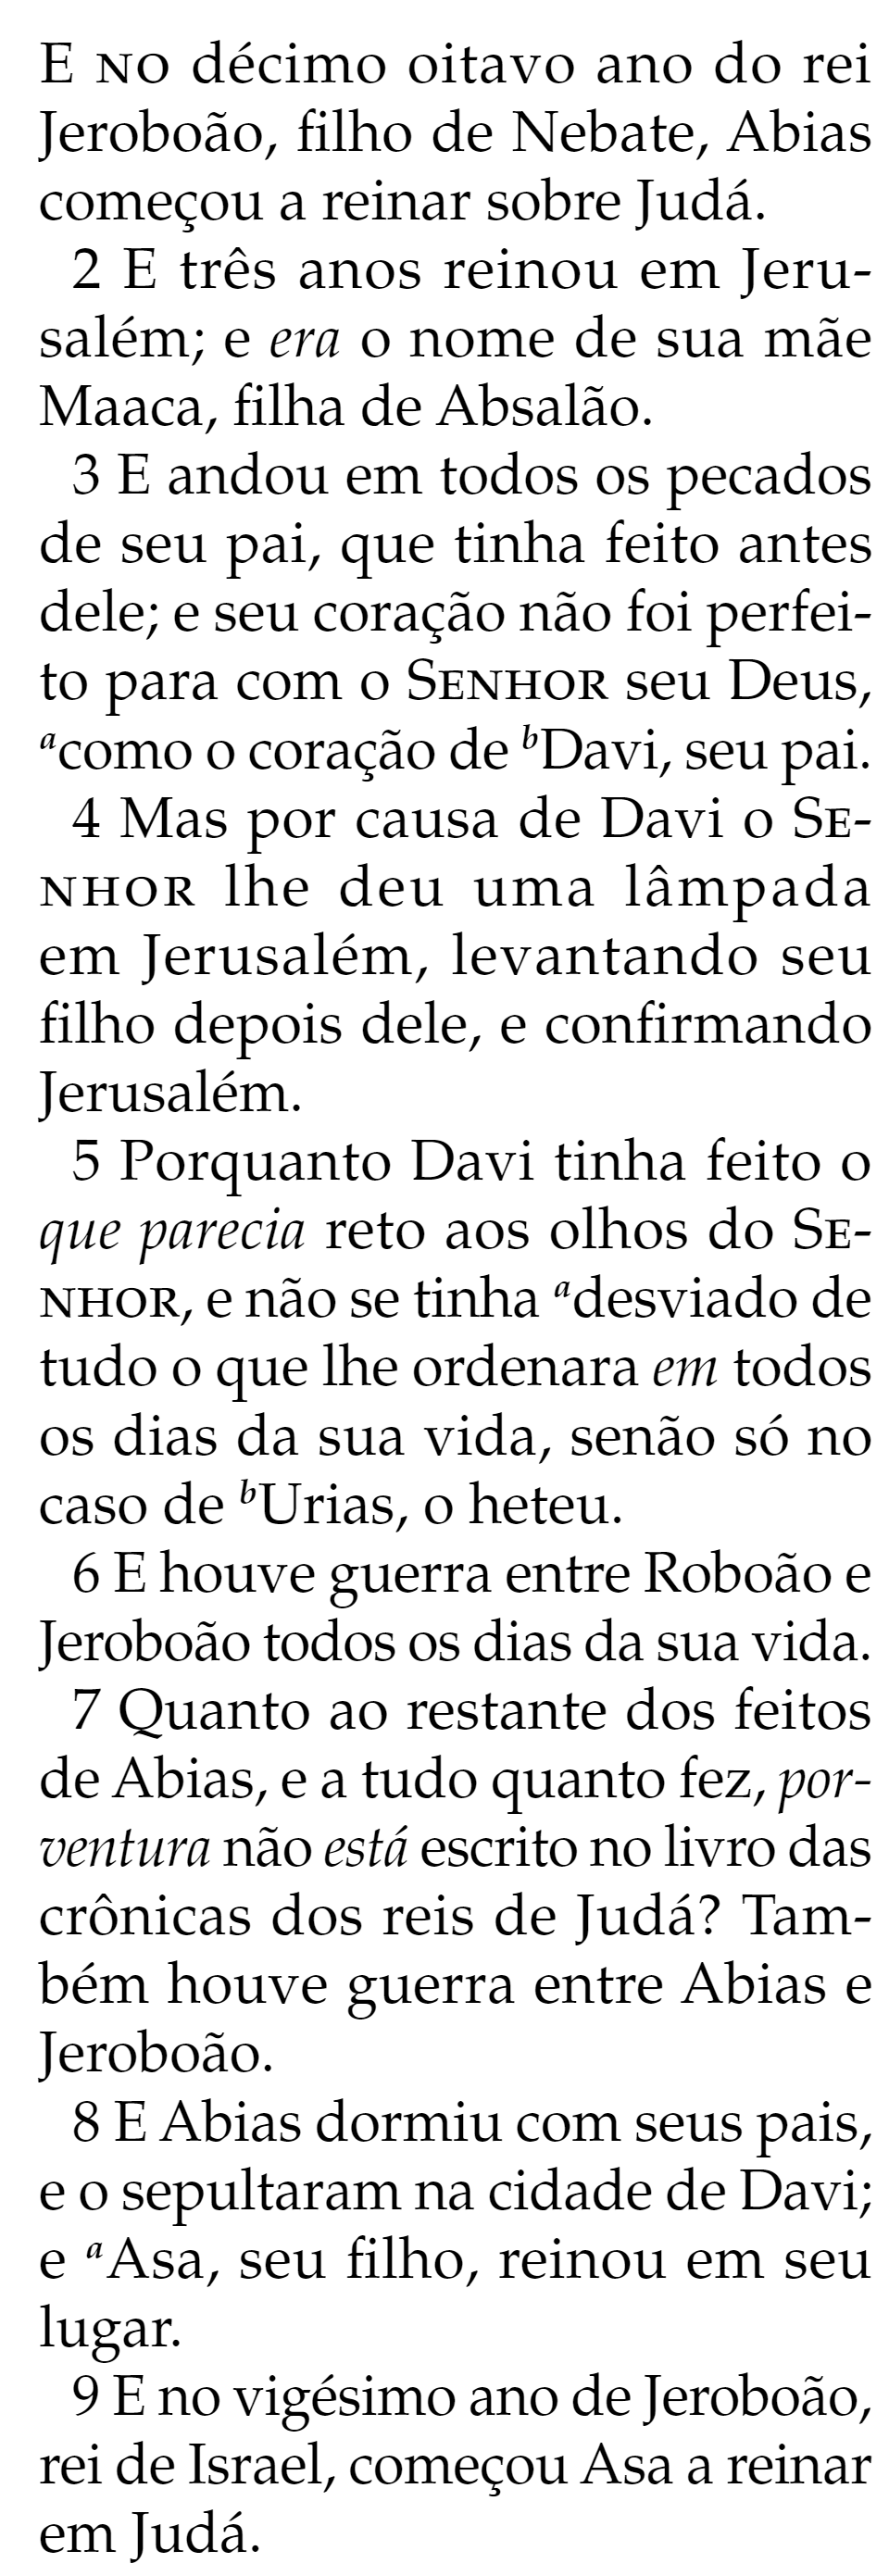 E NO décimo oitavo ano do rei
Jeroboão, filho de Nebate, Abias
começou a reinar sobre Judá.
2 E três anos reinou em Jeru-
salém; e era o nome de sua mãe
Maaca, filha de Absalão.
3 E andou em todos os pecados
de seu pai, que tinha feito antes
dele; e seu coração não foi perfei-
to para com o SENHOR seu Deus,
acomo o coração de bDavi, seu pai.
4 Mas por causa de Davi o SE-
NHOR lhe deu uma lâmpada
em Jerusalém, levantando seu
filho depois dele, e confirmando
Jerusalém.
5 Porquanto Davi tinha feito o
que parecia reto aos olhos do SE-
NHOR, e não se tinha adesviado de
tudo o que lhe ordenara em todos
os dias da sua vida, senão só no
caso de bUrias, o heteu.
6 E houve guerra entre Roboão e
Jeroboão todos os dias da sua vida.
7 Quanto ao restante dos feitos
de Abias, e a tudo quanto fez, por-
ventura não está escrito no livro das
crônicas dos reis de Judá? Tam-
bém houve guerra entre Abias e
Jeroboão.
8 E Abias dormiu com seus pais,
e o sepultaram na cidade de Davi;
e aAsa, seu filho, reinou em seu
lugar.
9 E no vigésimo ano de Jeroboão,
rei de Israel, começou Asa a reinar
em Judá.